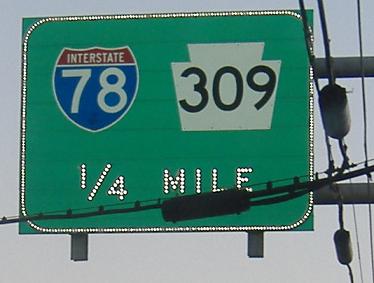 INTERSTATE
78
309
1/4 MILE